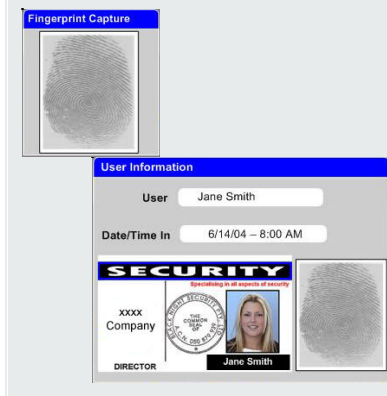 Fingerprint Capture
User Information
User Jane Smith
Date/Time In 6/14/04 – 8:00 AM
SECURITY
Specialising in all aspects of security
XXXX
Company
THE
COMMON
SEAL
OF
Jane Smith
DIRECTOR